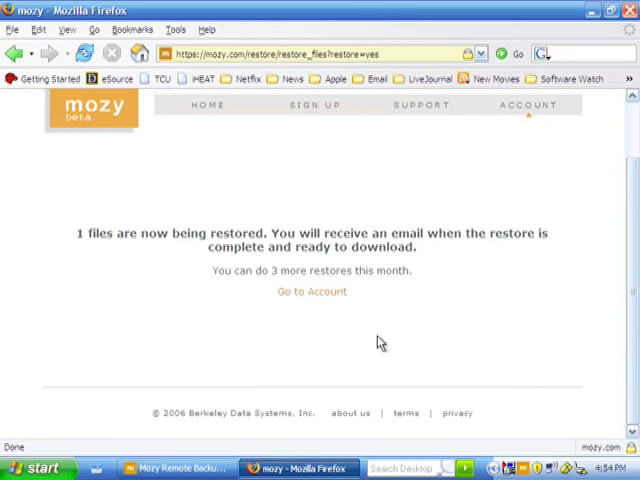 mozy - Mozilla Firefox
File Edit View Go Bookmarks Tools Help
https://mozy.com/restore/restore_files?restore=yes Go G
Getting Started eSource TCU iHEAT Netflix News Apple Email LiveJournal New Movies Software Watch »
mozy
beta
HOME SIGN UP SUPPORT ACCOUNT
1 files are now being restored. You will receive an email when the restore is
complete and ready to download.
You can do 3 more restores this month.
Go to Account
© 2006 Berkeley Data Systems, Inc. about us | terms | privacy
Done mozy.com
start Mozy Remote Backu... mozy - Mozilla Firefox Search Desktop 4:54 PM